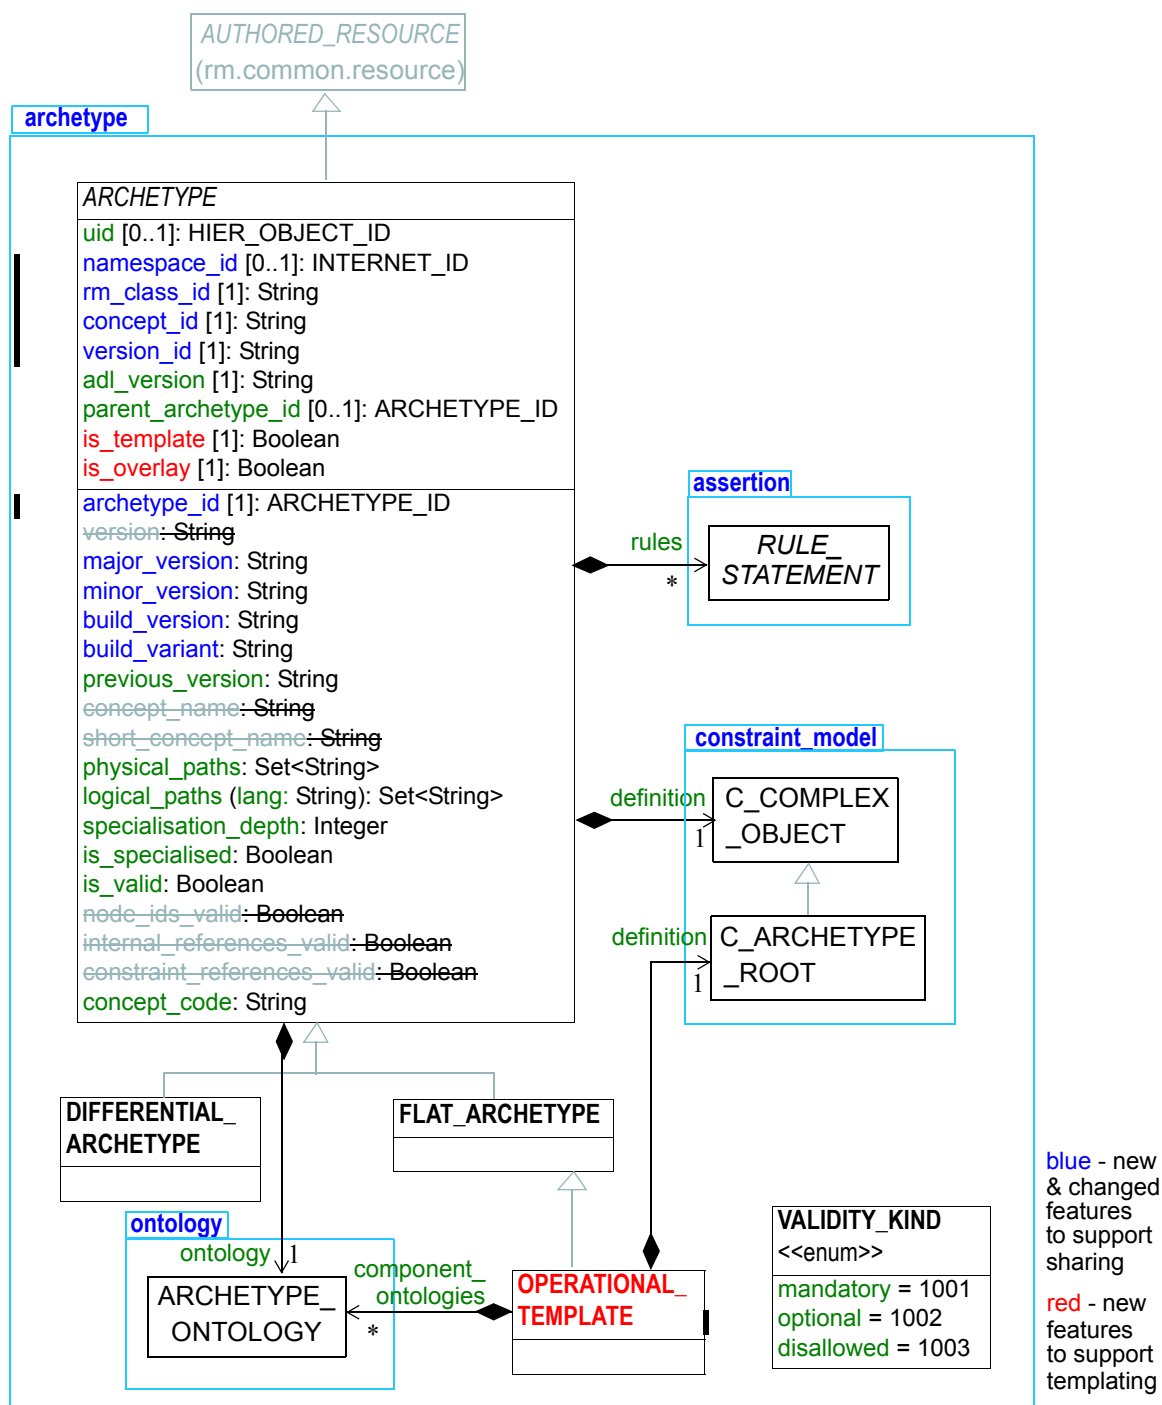 AUTHORED_RESOURCE
(rm.common.resource)
archetype
ARCHETYPE
uid [0..1]: HIER_OBJECT_ID
namespace_id [0..1]: INTERNET_ID
rm_class_id [1]: String
concept_id [1]: String
version_id [1]: String
adl_version [1]: String
parent_archetype_id [0..1]: ARCHETYPE_ID
is_template [1]: Boolean
is_overlay [1]: Boolean
archetype_id [1]: ARCHETYPE_ID
version: String
major_version: String
minor_version: String
build_version: String
build_variant: String
previous_version: String
concept_name: String
short_concept_name: String
physical_paths: Set<String>
logical_paths (lang: String): Set<String>
specialisation_depth: Integer
is_specialised: Boolean
is_valid: Boolean
node_ids_valid: Boolean
internal_references_valid: Boolean
constraint_references_valid: Boolean
concept_code: String
assertion
rules
*
RULE_
STATEMENT
constraint_model
definition
1
C_COMPLEX
_OBJECT
definition
1
C_ARCHETYPE
_ROOT
DIFFERENTIAL_
ARCHETYPE
FLAT_ARCHETYPE
ontology
ontology
1
ARCHETYPE_
ONTOLOGY
component_
ontologies
*
OPERATIONAL_
TEMPLATE
VALIDITY_KIND
<<enum>>
mandatory = 1001
optional = 1002
disallowed = 1003
blue - new
& changed
features
to support
sharing
red - new
features
to support
templating